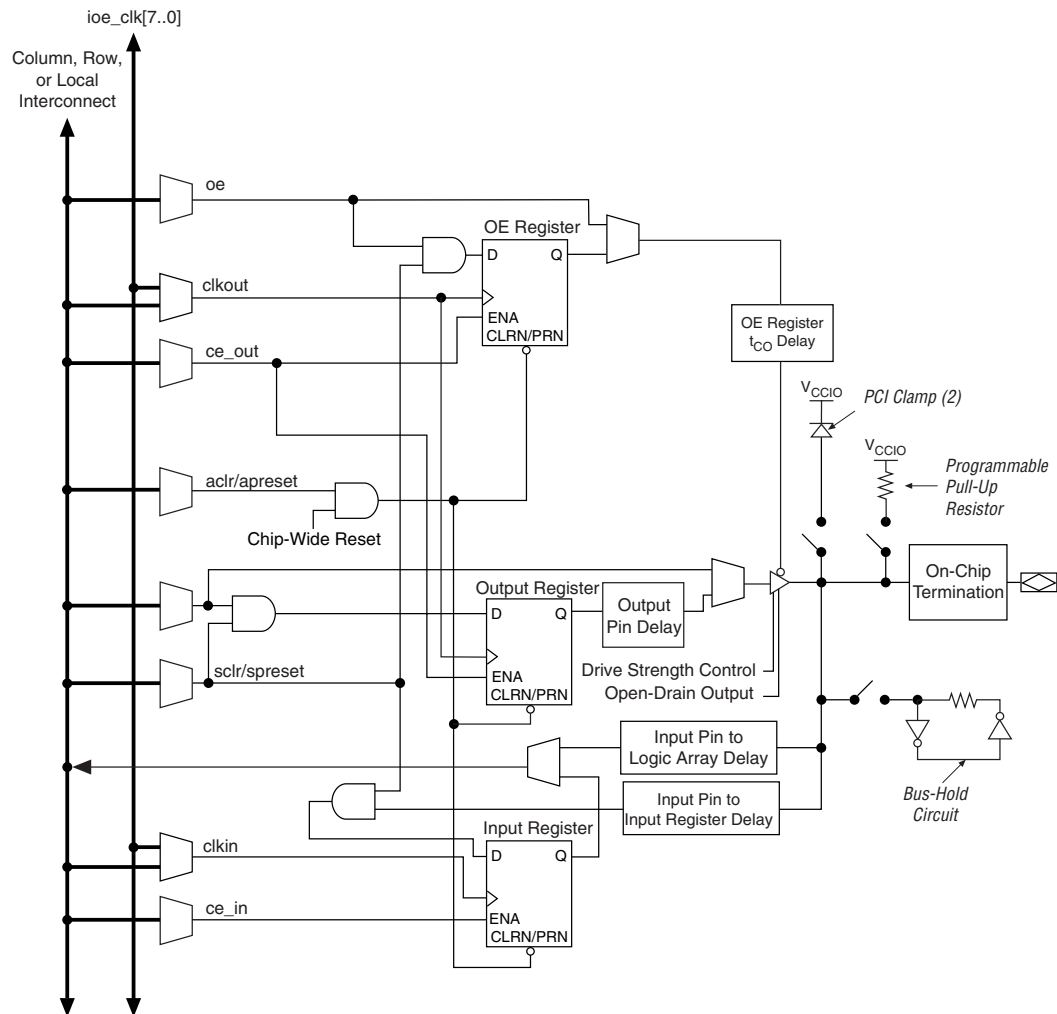 ioe_clk[7..0]
Column, Row,
or Local
Interconnect
oe
OE Register
D Q
clkout
ENA
CLRN/PRN
OE Register
tCO Delay
ce_out
VCCIO
PCI Clamp (2)
VCCIO
Programmable
Pull-Up
Resistor
aclr/apreset
Chip-Wide Reset
On-Chip
Termination
Output Register
D Q
Output
Pin Delay
ENA
CLRN/PRN
sclr/spreset
Drive Strength Control
Open-Drain Output
Input Pin to
Logic Array Delay
Input Pin to
Input Register Delay
Bus-Hold
Circuit
Input Register
D Q
clkin
ce_in
ENA
CLRN/PRN